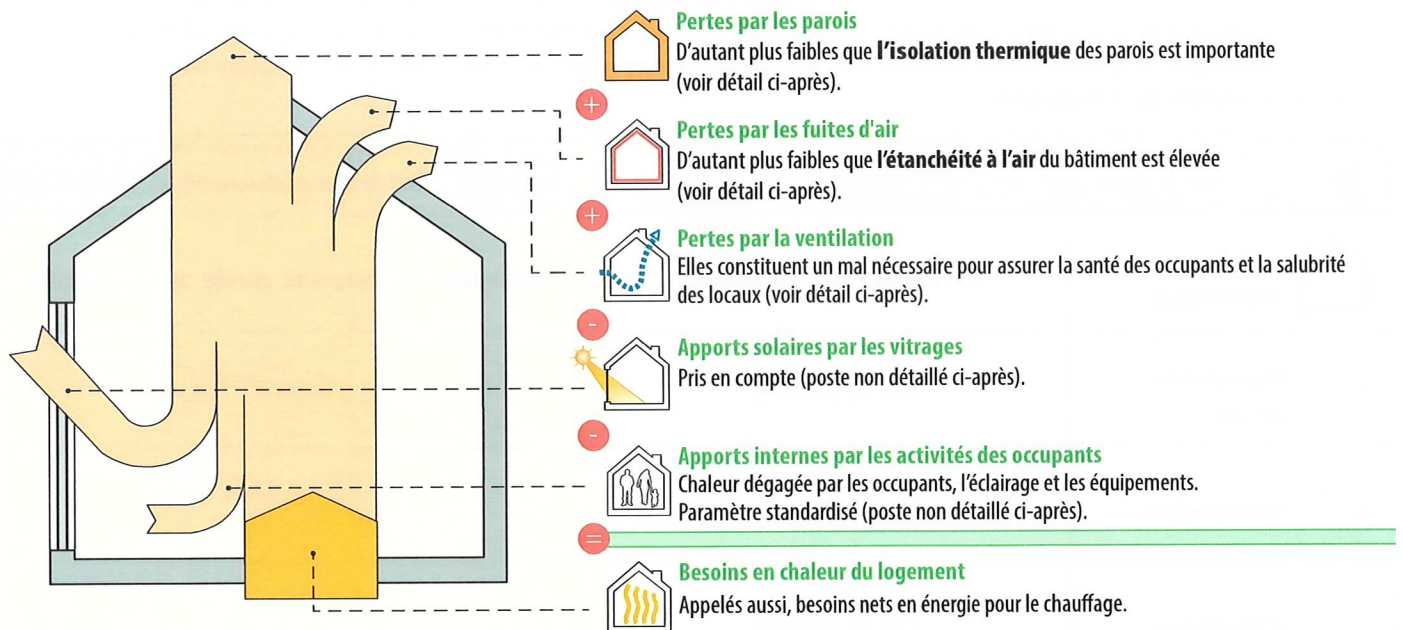 Pertes par les parois
D'autant plus faibles que l'isolation thermique des parois est importante
(voir détail ci-après).
+
Pertes par les fuites d'air
D'autant plus faibles que l'étanchéité à l'air du bâtiment est élevée
(voir détail ci-après).
+
Pertes par la ventilation
Elles constituent un mal nécessaire pour assurer la santé des occupants et la salubrité
des locaux (voir détail ci-après).
-
Apports solaires par les vitrages
Pris en compte (poste non détaillé ci-après).
-
Apports internes par les activités des occupants
Chaleur dégagée par les occupants, l'éclairage et les équipements.
Paramètre standardisé (poste non détaillé ci-après).
=
Besoins en chaleur du logement
Appelés aussi, besoins nets en énergie pour le chauffage.